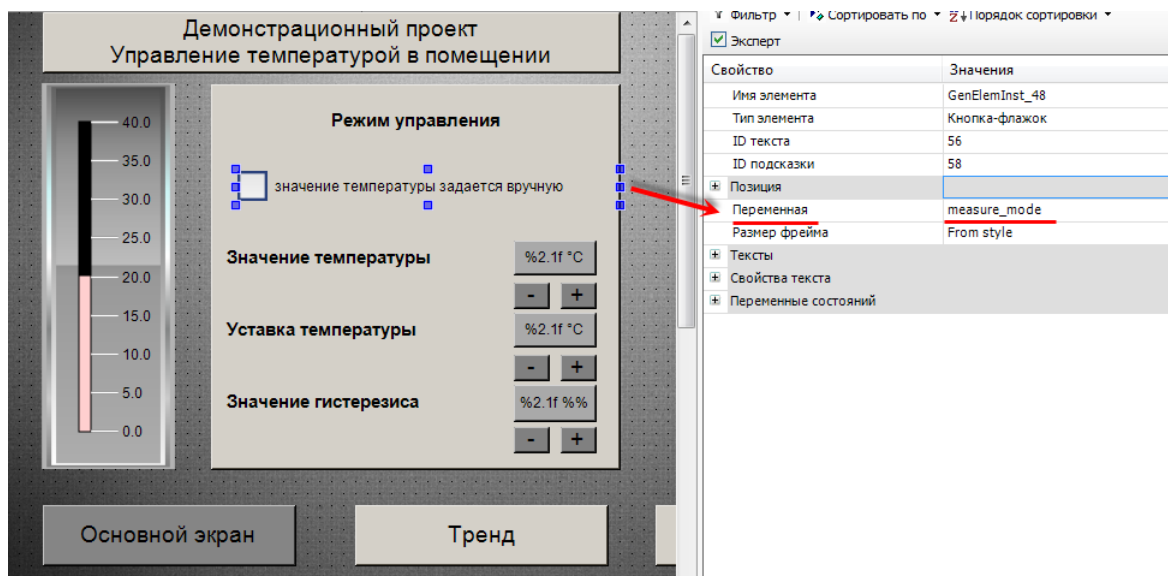 Демонстрационный проект
Управление температурой в помещении
40.0
35.0
30.0
25.0
20.0
15.0
10.0
5.0
0.0
Режим управления
значение температуры задается вручную
Значение температуры
%2.1f °C
- +
Уставка температуры
%2.1f °C
- +
Значение гистерезиса
%2.1f %%
- +
Основной экран
Тренд
Фильтр Сортировать по Порядок сортировки
Эксперт
Свойство Значения
Имя элемента GenElemInst_48
Тип элемента Кнопка-флажок
ID текста 56
ID подсказки 58
Позиция
Переменная measure_mode
Размер фрейма From style
Тексты
Свойства текста
Переменные состояний